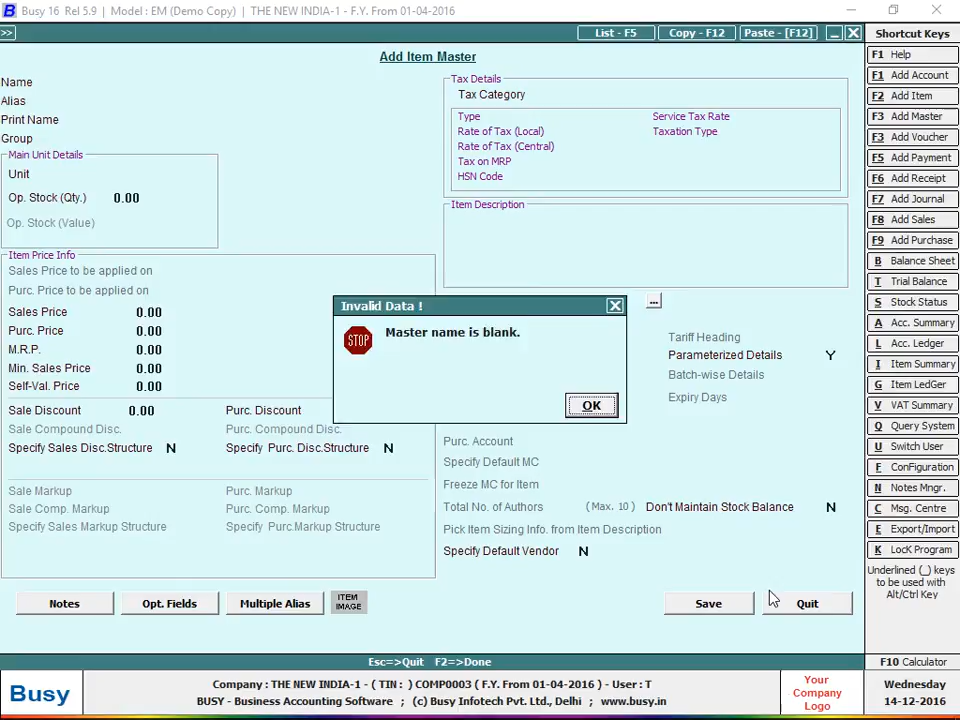 B Busy 16 Rel 5.9 | Model : EM (Demo Copy) | THE NEW INDIA-1 - F.Y. From 01-04-2016
>> List - F5 Copy - F12 Paste - [F12] Shortcut Keys
Add Item Master
Name
Alias
Print Name
Group
Main Unit Details
Unit
Op. Stock (Qty.) 0.00
Op. Stock (Value)
Item Price Info
Sales Price to be applied on
Purc. Price to be applied on
Sales Price 0.00
Purc. Price 0.00
M.R.P. 0.00
Min. Sales Price 0.00
Self-Val. Price 0.00
Sale Discount 0.00 Purc. Discount
Sale Compound Disc. Purc. Compound Disc.
Specify Sales Disc.Structure N Specify Purc. Disc.Structure N
Sale Markup Purc. Markup
Sale Comp. Markup Purc. Comp. Markup
Specify Sales Markup Structure Specify Purc.Markup Structure
Tax Details
Tax Category
Type Service Tax Rate
Rate of Tax (Local) Taxation Type
Rate of Tax (Central)
Tax on MRP
HSN Code
Item Description
...
Invalid Data !
STOP Master name is blank.
OK
Tariff Heading
Parameterized Details Y
Batch-wise Details
Expiry Days
Purc. Account
Specify Default MC
Freeze MC for Item
Total No. of Authors (Max. 10) Don't Maintain Stock Balance N
Pick Item Sizing Info. from Item Description
Specify Default Vendor N
Notes Opt. Fields Multiple Alias ITEM IMAGE Save Quit
F1 Help
F1 Add Account
F2 Add Item
F3 Add Master
F3 Add Voucher
F5 Add Payment
F6 Add Receipt
F7 Add Journal
F8 Add Sales
F9 Add Purchase
B Balance Sheet
T Trial Balance
S Stock Status
A Acc. Summary
L Acc. Ledger
I Item Summary
G Item LedGer
V VAT Summary
Q Query System
U Switch User
F Configuration
N Notes Mngr.
C Msg. Centre
E Export/Import
K LocK Program
Underlined (_) keys
to be used with
Alt/Ctrl Key
Esc=>Quit F2=>Done F10 Calculator
Busy
Company : THE NEW INDIA-1 - ( TIN : ) COMP0003 ( F.Y. From 01-04-2016 ) - User : T
BUSY - Business Accounting Software ; (c) Busy Infotech Pvt. Ltd., Delhi ; www.busy.in
Your
Company
Logo
Wednesday
14-12-2016